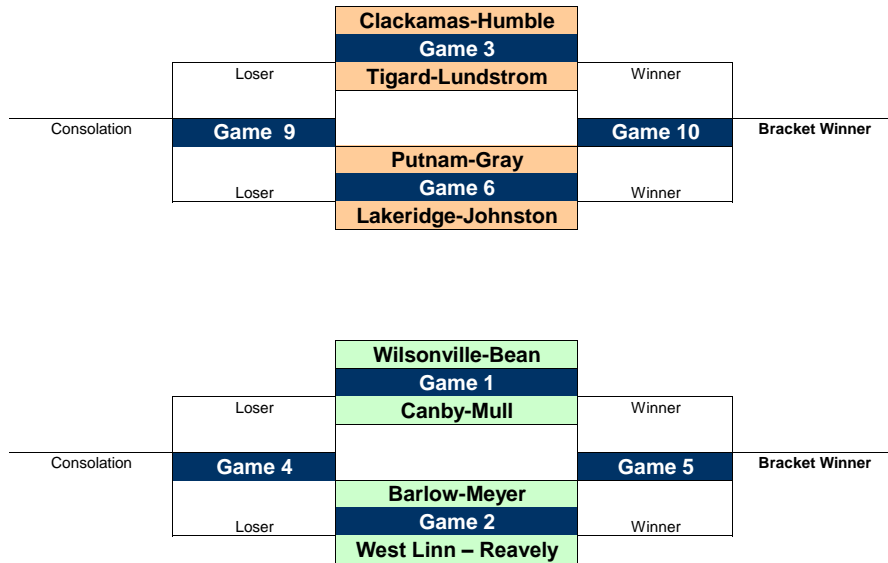 Clackamas-Humble
Game 3
Loser Tigard-Lundstrom Winner
Consolation Game 9 Game 10 Bracket Winner
Putnam-Gray
Loser Game 6 Winner
Lakeridge-Johnston
Wilsonville-Bean
Game 1
Loser Canby-Mull Winner
Consolation Game 4 Game 5 Bracket Winner
Barlow-Meyer
Loser Game 2 Winner
West Linn – Reavely